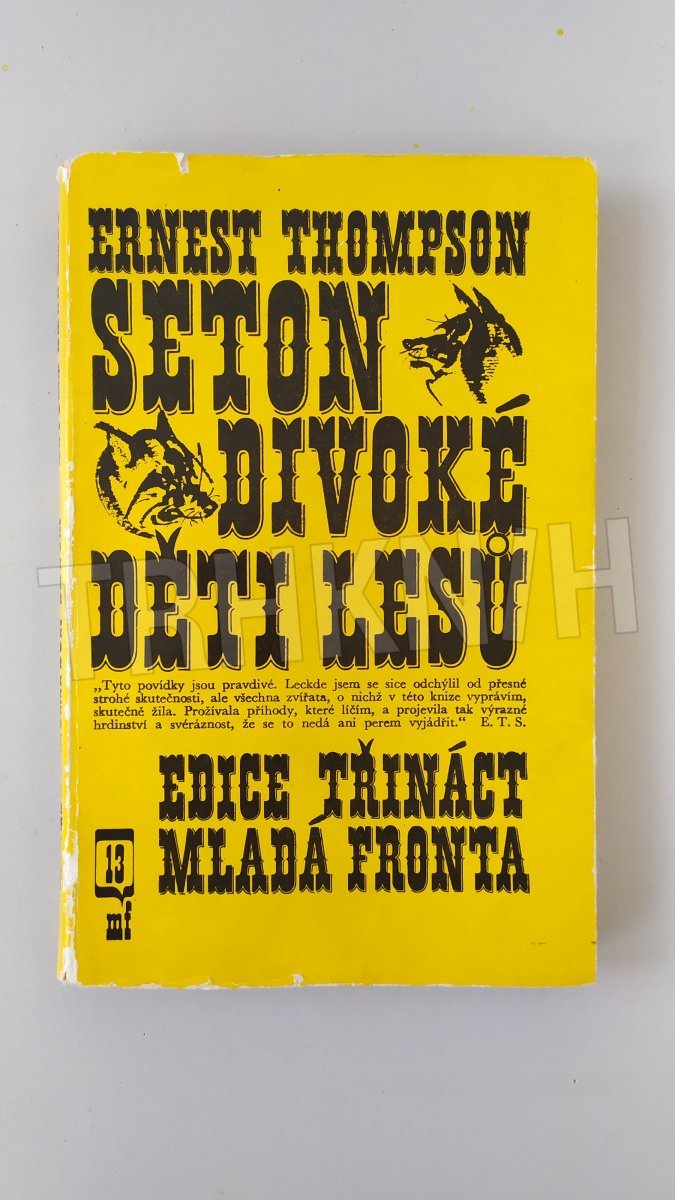 ERNEST THOMPSON
SETON
DIVOKÉ
DĚTI LESŮ
„Tyto povídky jsou pravdivé. Leckde jsem se sice odchýlil od přesné
strohé skutečnosti, ale všechna zvířata, o nichž v této knize vyprávím,
skutečně žila. Prožívala příhody, které líčím, a projevila tak výrazné
hrdinství a svéráznost, že se to nedá ani perem vyjádřit.“ E. T. S.
EDICE TŘINÁCT
MLADÁ FRONTA
13
mf
TRHKNIH